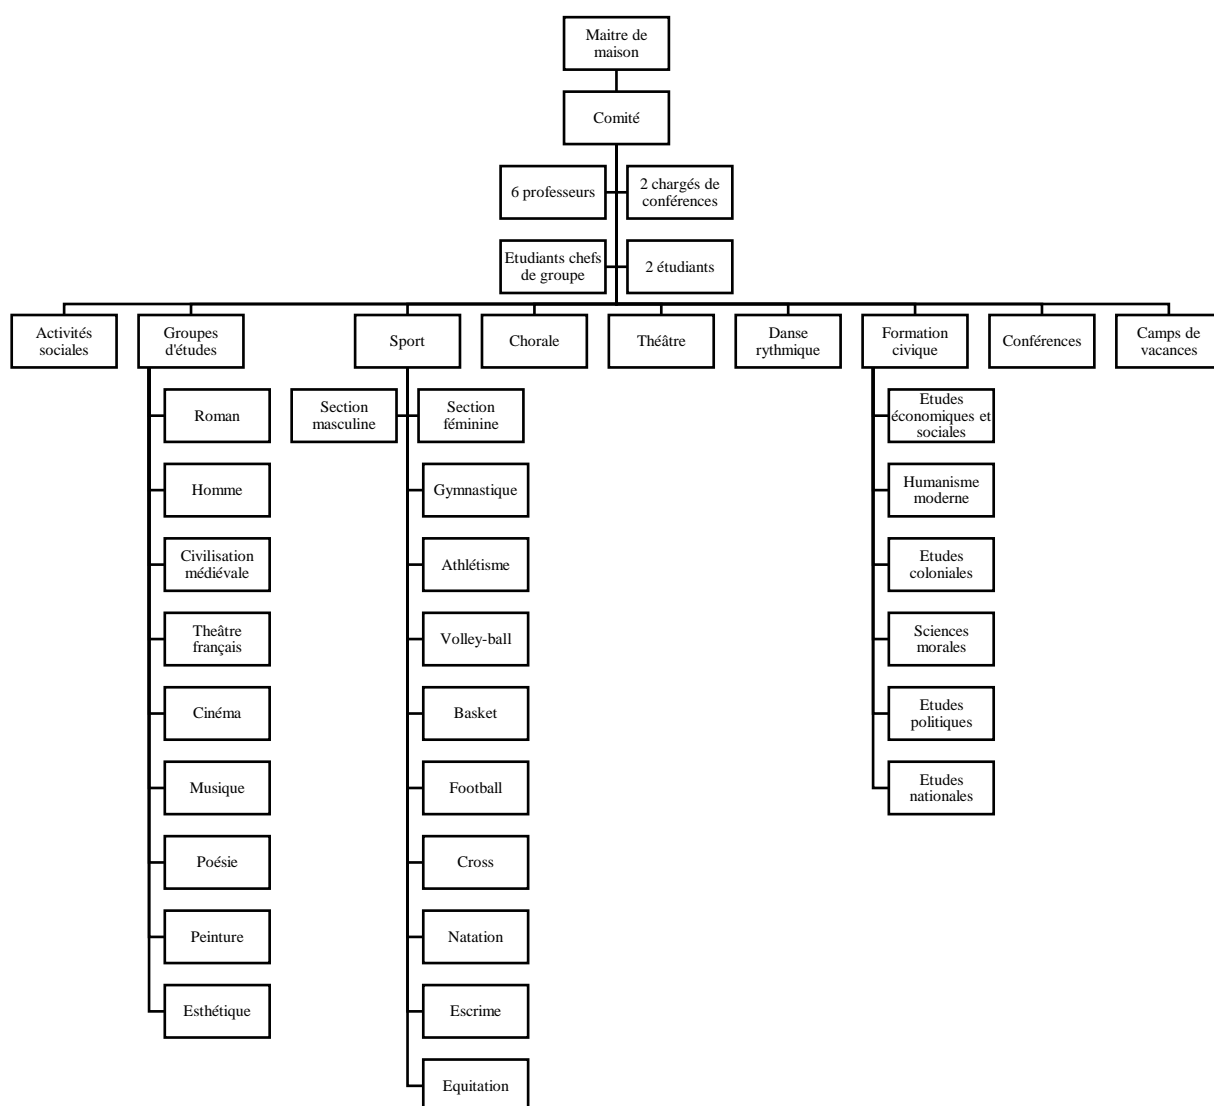 Maitre de
maison
Comité
6 professeurs
2 chargés de
conférences
Etudiants chefs
de groupe
2 étudiants
Activités
sociales
Groupes
d'études
Sport
Chorale
Théâtre
Danse
rythmique
Formation
civique
Conférences
Camps de
vacances
Roman
Homme
Civilisation
médiévale
Theâtre
français
Cinéma
Musique
Poésie
Peinture
Esthétique
Section
masculine
Section
féminine
Gymnastique
Athlétisme
Volley-ball
Basket
Football
Cross
Natation
Escrime
Equitation
Etudes
économiques et
sociales
Humanisme
moderne
Etudes
coloniales
Sciences
morales
Etudes
politiques
Etudes
nationales